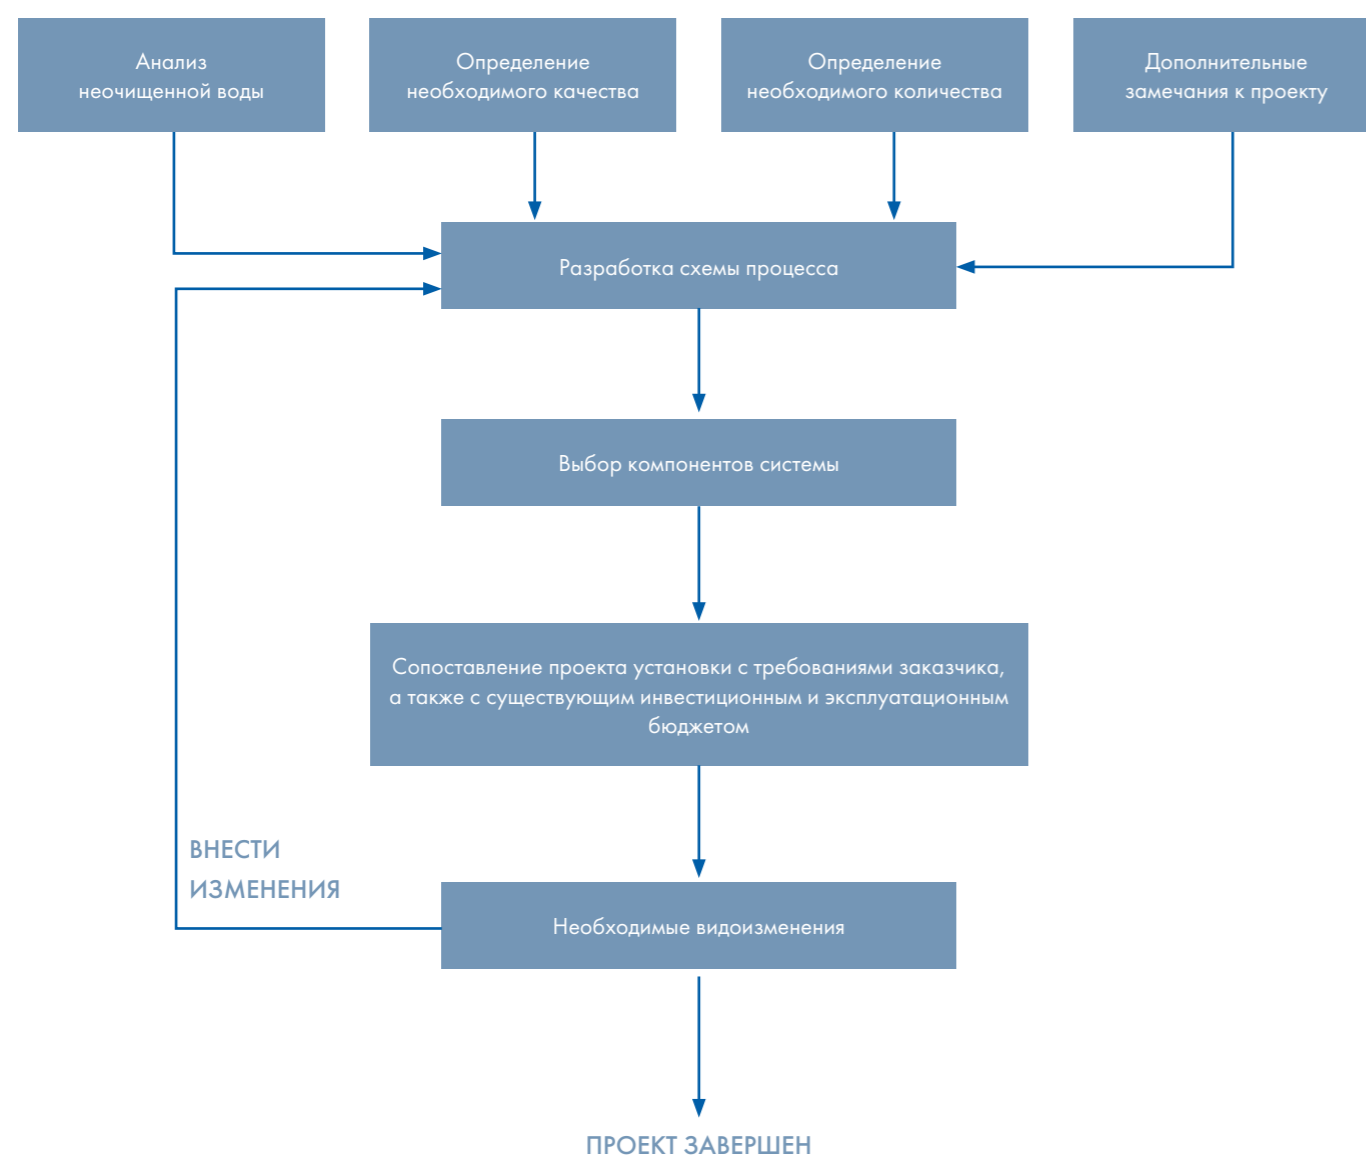 Анализ
неочищенной воды
Определение
необходимого качества
Определение
необходимого количества
Дополнительные
замечания к проекту
Разработка схемы процесса
Выбор компонентов системы
Сопоставление проекта установки с требованиями заказчика,
а также с существующим инвестиционным и эксплуатационным
бюджетом
ВНЕСТИ
ИЗМЕНЕНИЯ
Необходимые видоизменения
ПРОЕКТ ЗАВЕРШЕН